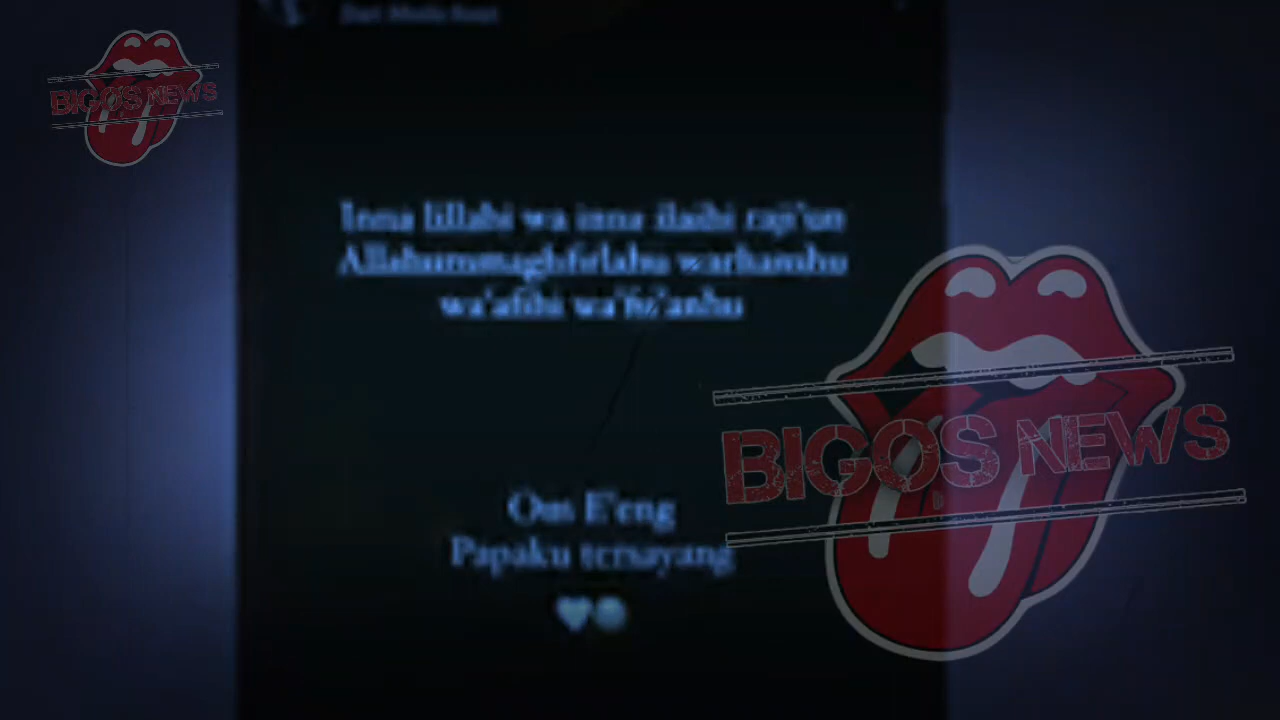 BIGOS NEWS
Inna lillahi wa inna ilaihi raji'un
Allahummaghfirlahu warhamhu
wa'afihi wa'fu'anhu
BIGOS NEWS
Om E'eng
Papaku tersayang